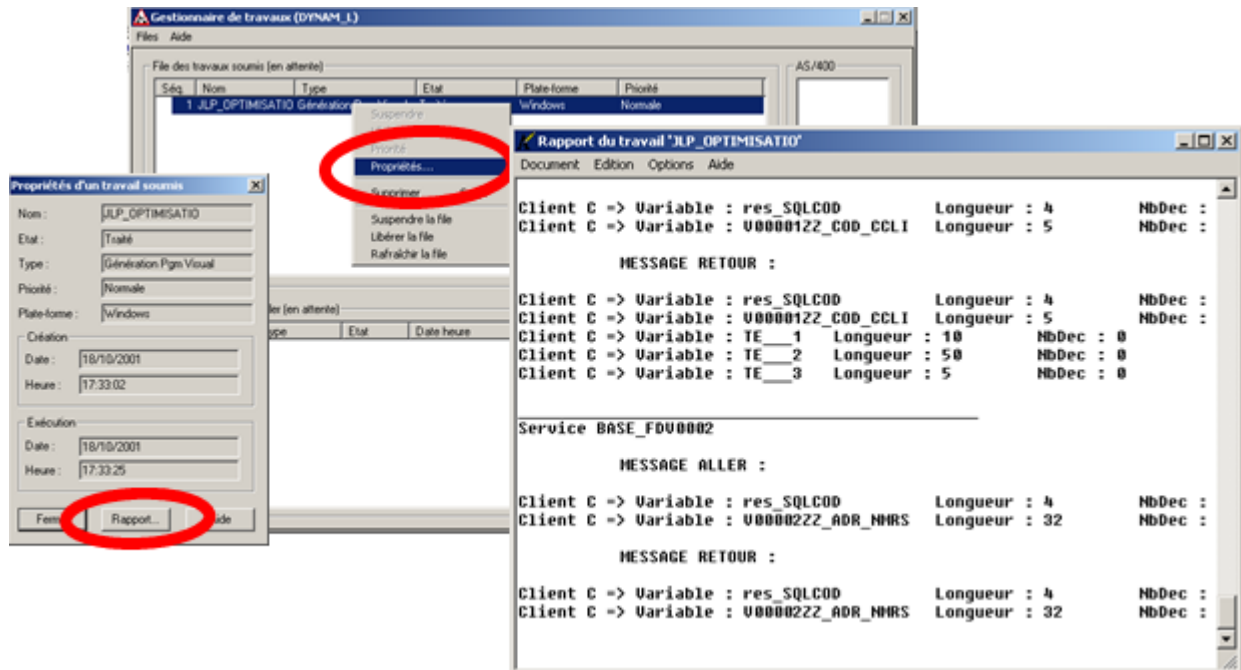 Gestionnaire de travaux (DYNAM_L)
Files Aide
File des travaux soumis (en attente)
AS/400
Séq. Nom Type Etat Plate-forme Priorité
1 JLP_OPTIMISATIO Génération Windows Normale
Suspendre
Priorité
Propriétés...
Supprimer
Suspendre la file
Libérer la file
Rafraîchir la file
(en attente)
Etat Date heure
Propriétés d'un travail soumis
Nom : JLP_OPTIMISATIO
Etat : Traité
Type : Génération Pgm Visual
Priorité : Normale
Plate-forme : Windows
Création
Date : 18/10/2001
Heure : 17:33:02
Exécution
Date : 18/10/2001
Heure : 17:33:25
Rapport...
Rapport du travail "JLP_OPTIMISATIO"
Document Edition Options Aide
Client C => Variable : res_SQLCOD Longueur : 4 NbDec :
Client C => Variable : V00001ZZ_COD_CCLI Longueur : 5 NbDec :
MESSAGE RETOUR :
Client C => Variable : res_SQLCOD Longueur : 4 NbDec :
Client C => Variable : V00001ZZ_COD_CCLI Longueur : 5 NbDec :
Client C => Variable : TE___1 Longueur : 10 NbDec : 0
Client C => Variable : TE___2 Longueur : 50 NbDec : 0
Client C => Variable : TE___3 Longueur : 5 NbDec : 0
Service BASE_FDV0002
MESSAGE ALLER :
Client C => Variable : res_SQLCOD Longueur : 4 NbDec :
Client C => Variable : V00002ZZ_ADR_NMRS Longueur : 32 NbDec :
MESSAGE RETOUR :
Client C => Variable : res_SQLCOD Longueur : 4 NbDec :
Client C => Variable : V00002ZZ_ADR_NMRS Longueur : 32 NbDec :